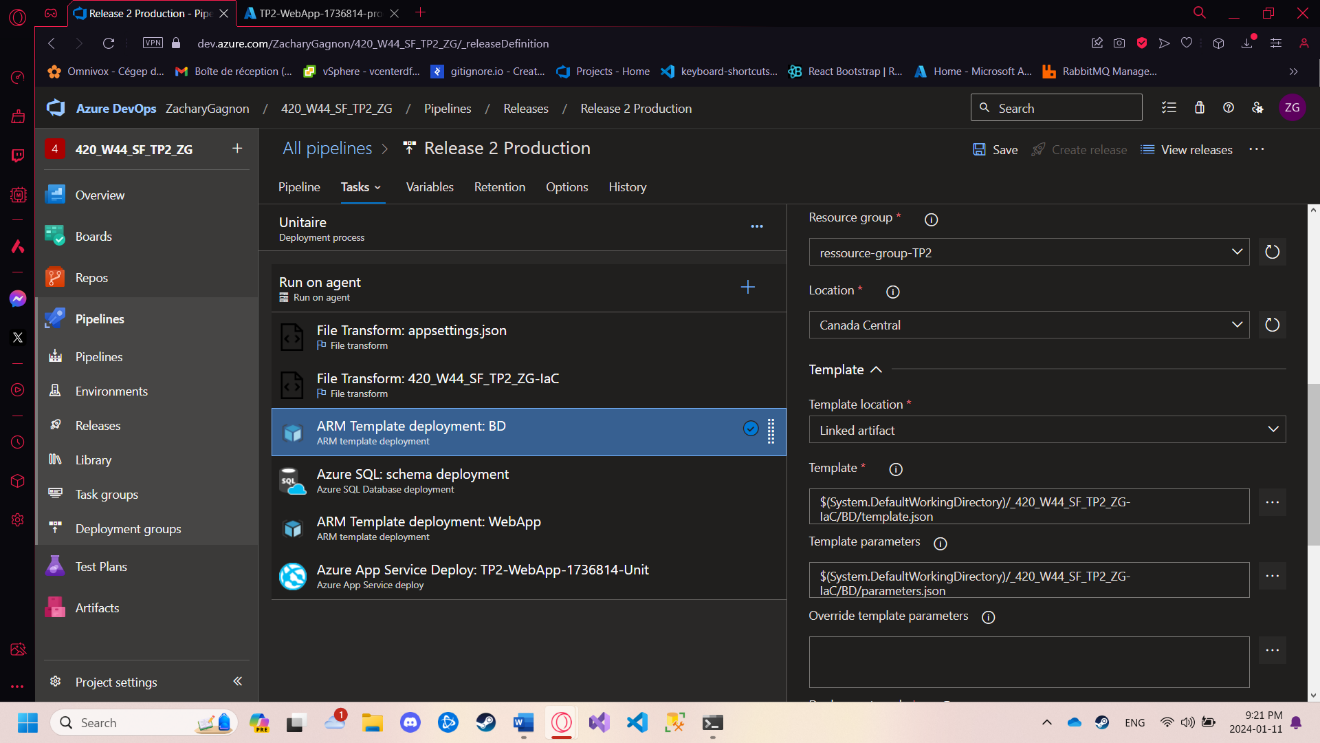 Release 2 Production - Pipe
TP2-WebApp-1736814-pro
VPN
dev.azure.com/ZacharyGagnon/420_W44_SF_TP2_ZG/_releaseDefinition
Omnivox - Cégep d...
Boîte de réception (...
vSphere - vcenterdf...
gitignore.io - Creat...
Projects - Home
keyboard-shortcuts...
React Bootstrap | R...
Home - Microsoft A...
RabbitMQ Manage...
Azure DevOps ZacharyGagnon / 420_W44_SF_TP2_ZG / Pipelines / Releases / Release 2 Production
Search
ZG
4 420_W44_SF_TP2_ZG
Overview
Boards
Repos
Pipelines
Pipelines
Environments
Releases
Library
Task groups
Deployment groups
Test Plans
Artifacts
Project settings
All pipelines > Release 2 Production
Save
Create release
View releases
Pipeline
Tasks
Variables
Retention
Options
History
Unitaire
Deployment process
Run on agent
Run on agent
File Transform: appsettings.json
File transform
File Transform: 420_W44_SF_TP2_ZG-IaC
File transform
ARM Template deployment: BD
ARM template deployment
Azure SQL: schema deployment
Azure SQL Database deployment
SQL
ARM Template deployment: WebApp
ARM template deployment
Azure App Service Deploy: TP2-WebApp-1736814-Unit
Azure App Service deploy
Resource group *
ressource-group-TP2
Location *
Canada Central
Template
Template location *
Linked artifact
Template *
$(System.DefaultWorkingDirectory)/_420_W44_SF_TP2_ZG-
IaC/BD/template.json
Template parameters
$(System.DefaultWorkingDirectory)/_420_W44_SF_TP2_ZG-
IaC/BD/parameters.json
Override template parameters
Search
PRE
1
ENG
9:21 PM
2024-01-11